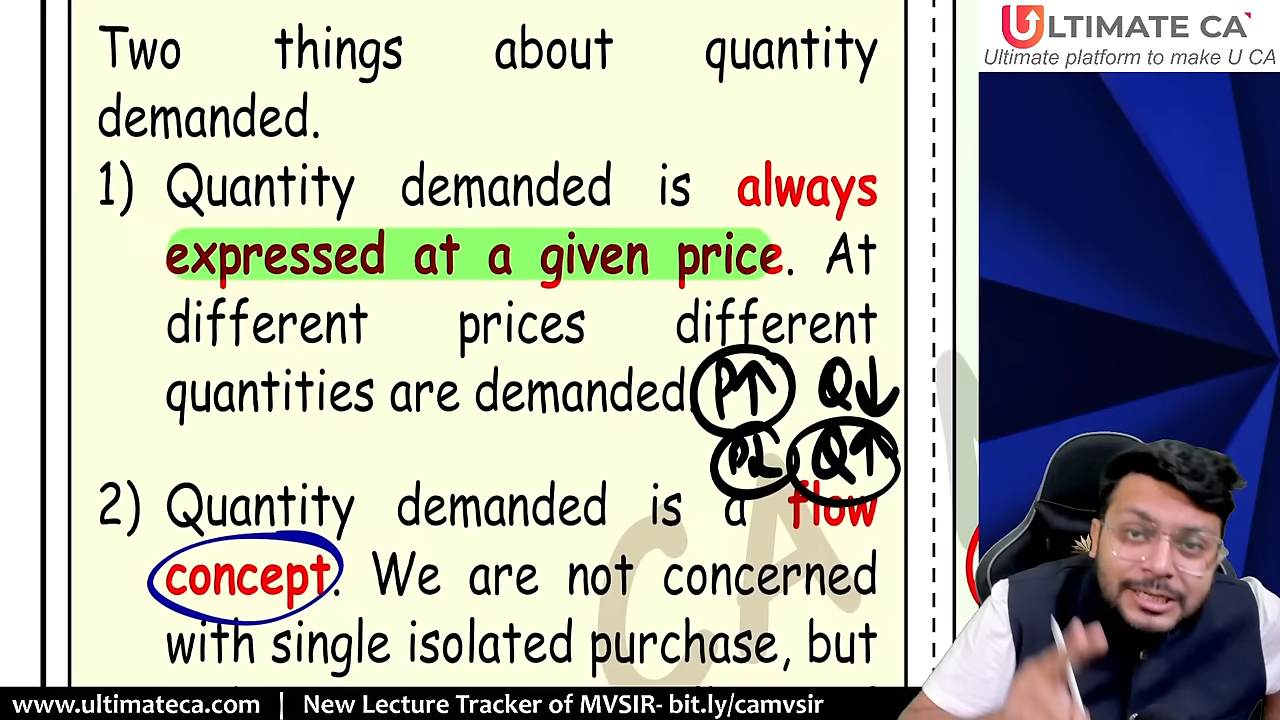 Two things about quantity
demanded.
1) Quantity demanded is always
expressed at a given price. At
different prices different
quantities are demanded. P↑ Q↓
P↓ Q↑
2) Quantity demanded is a flow
concept. We are not concerned
with single isolated purchase, but
CA
ULTIMATE CA
Ultimate platform to make U CA
www.ultimateca.com | New Lecture Tracker of MVSIR- bit.ly/camvsir